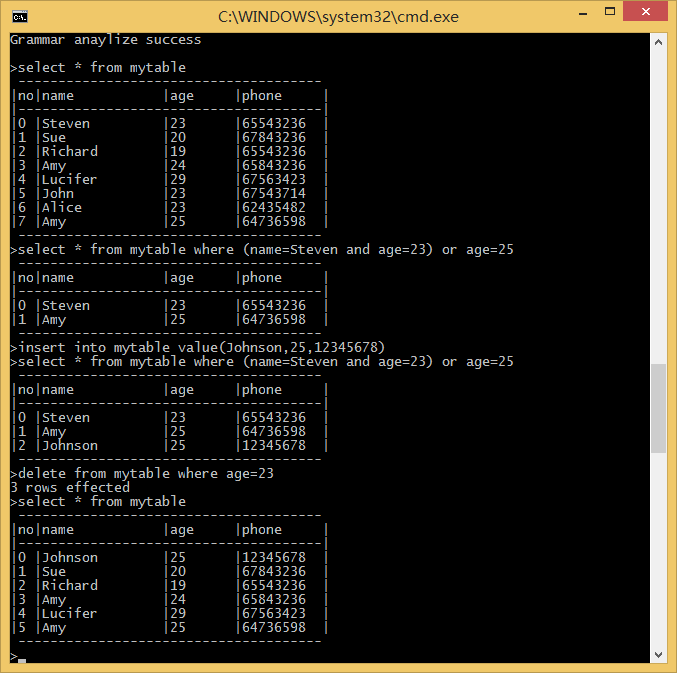 C:\WINDOWS\system32\cmd.exe
Grammar anaylize success
>select * from mytable
--------------------------------------
|no|name           |age     |phone     |
|--------------------------------------|
|0 |Steven         |23      |65543236  |
|1 |Sue            |20      |67843236  |
|2 |Richard        |19      |65543236  |
|3 |Amy            |24      |65843236  |
|4 |Lucifer        |29      |67563423  |
|5 |John           |23      |67543714  |
|6 |Alice          |23      |62435482  |
|7 |Amy            |25      |64736598  |
--------------------------------------
>select * from mytable where (name=Steven and age=23) or age=25
--------------------------------------
|no|name           |age     |phone     |
|--------------------------------------|
|0 |Steven         |23      |65543236  |
|1 |Amy            |25      |64736598  |
--------------------------------------
>insert into mytable value(Johnson,25,12345678)
>select * from mytable where (name=Steven and age=23) or age=25
--------------------------------------
|no|name           |age     |phone     |
|--------------------------------------|
|0 |Steven         |23      |65543236  |
|1 |Amy            |25      |64736598  |
|2 |Johnson        |25      |12345678  |
--------------------------------------
>delete from mytable where age=23
3 rows effected
>select * from mytable
--------------------------------------
|no|name           |age     |phone     |
|--------------------------------------|
|0 |Johnson        |25      |12345678  |
|1 |Sue            |20      |67843236  |
|2 |Richard        |19      |65543236  |
|3 |Amy            |24      |65843236  |
|4 |Lucifer        |29      |67563423  |
|5 |Amy            |25      |64736598  |
--------------------------------------
>_